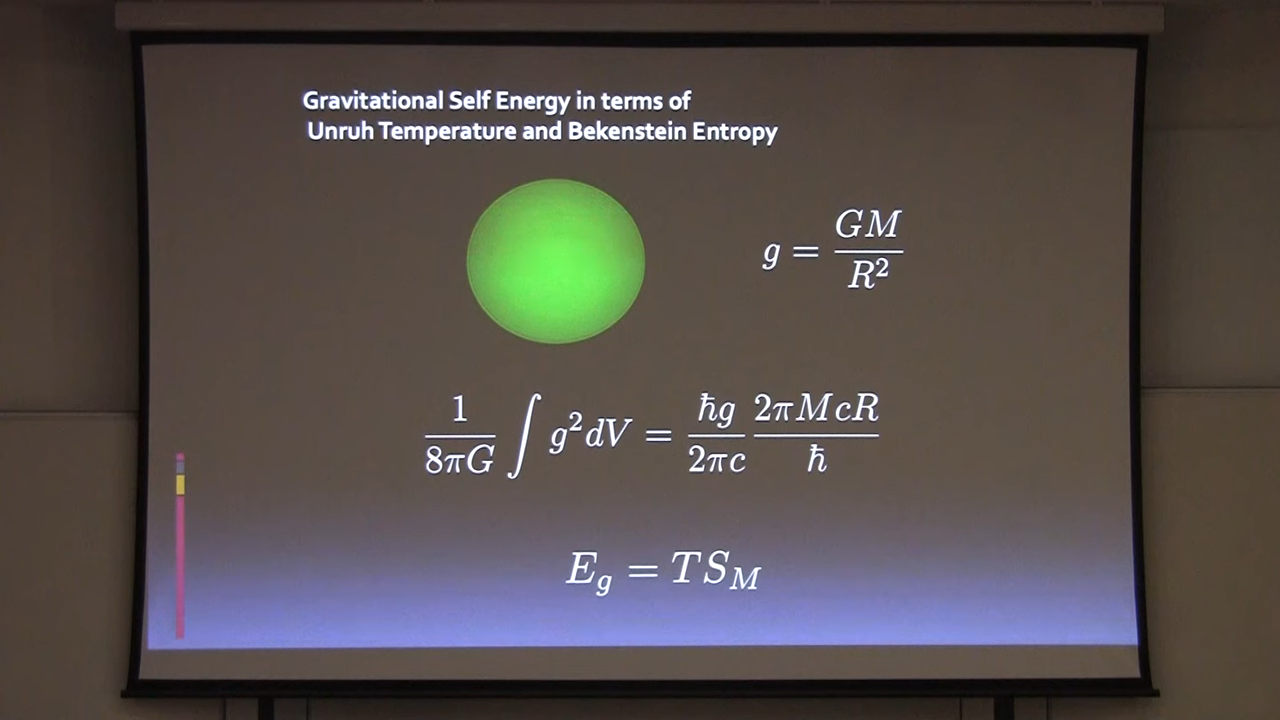 Gravitational Self Energy in terms of
Unruh Temperature and Bekenstein Entropy
g = GM/R²
1/8πG ∫ g²dV = ħg/2πc 2πMcR/ħ
E_g = TS_M